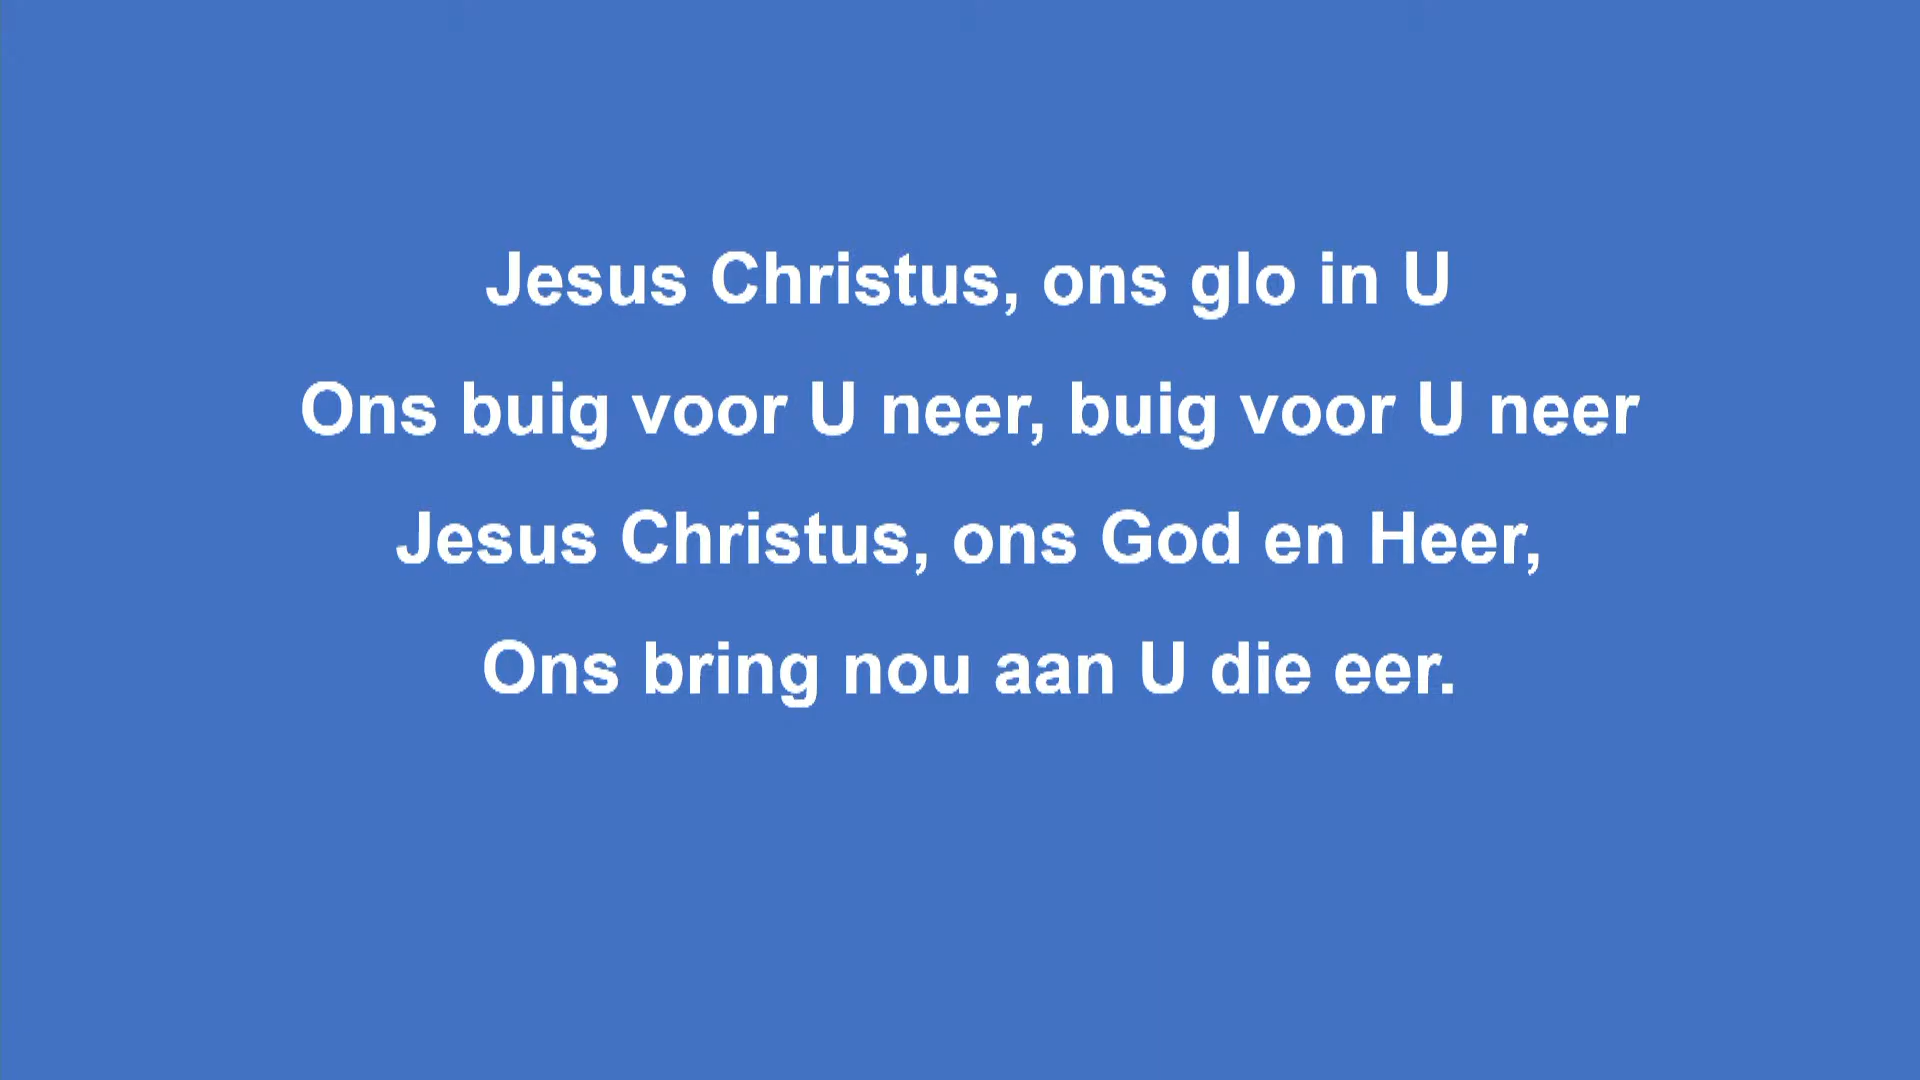 Jesus Christus, ons glo in U
Ons buig voor U neer, buig voor U neer
Jesus Christus, ons God en Heer,
Ons bring nou aan U die eer.